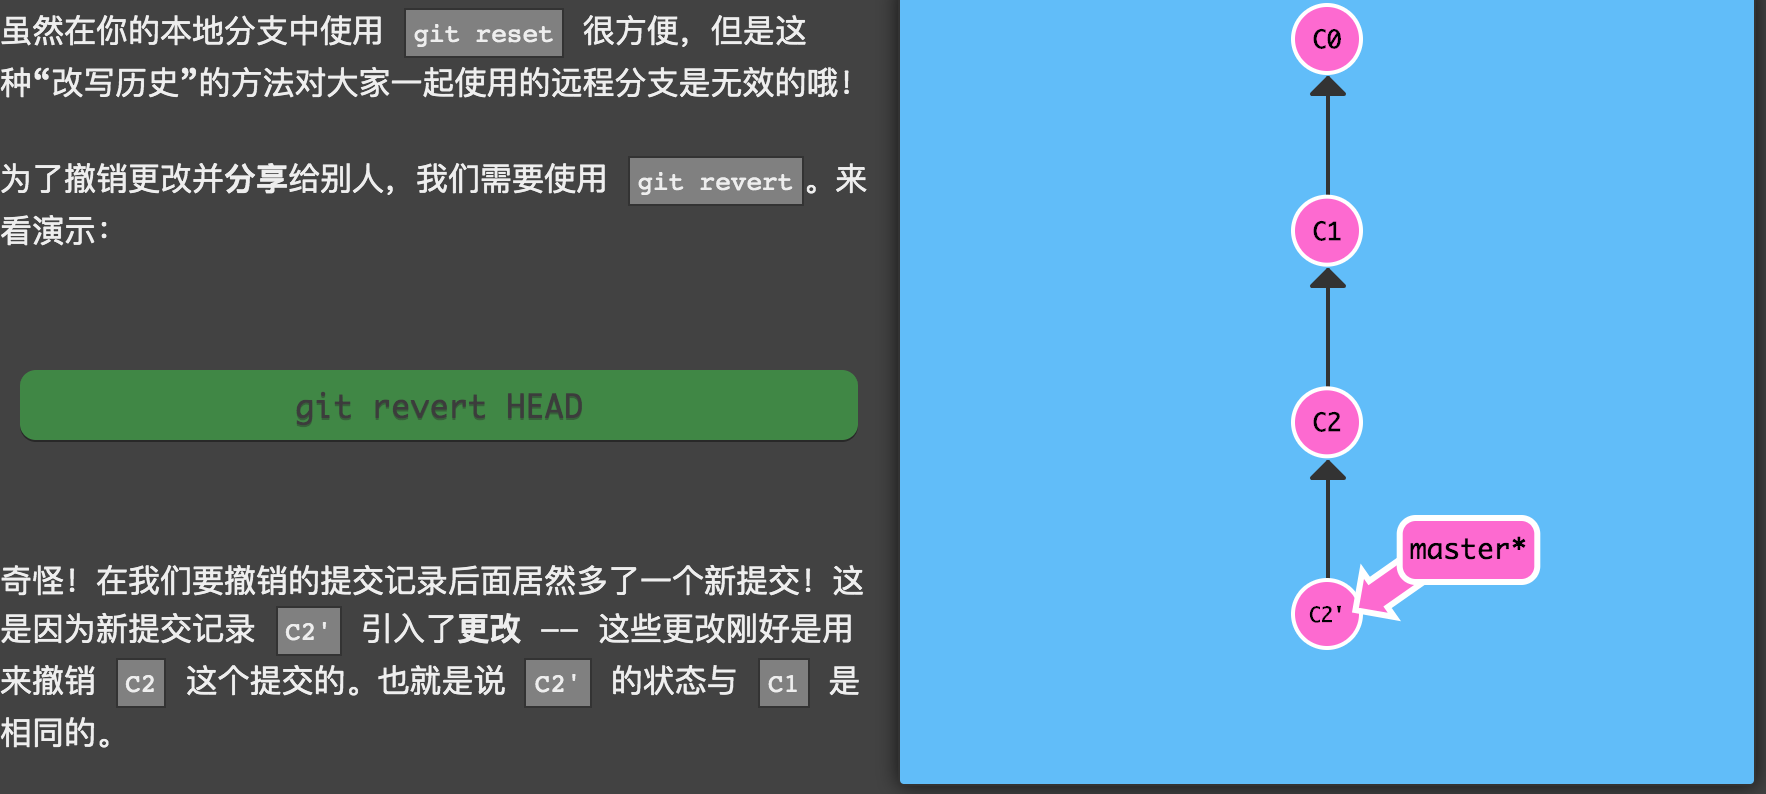 虽然在你的本地分支中使用 git reset 很方便，但是这
种“改写历史”的方法对大家一起使用的远程分支是无效的哦！
为了撤销更改并分享给别人，我们需要使用 git revert。来
看演示：
git revert HEAD
奇怪！在我们要撤销的提交记录后面居然多了一个新提交！这
是因为新提交记录 C2' 引入了更改 —— 这些更改刚好是用
来撤销 C2 这个提交的。也就是说 C2' 的状态与 C1 是
相同的。
C0
C1
C2
master*
C2'